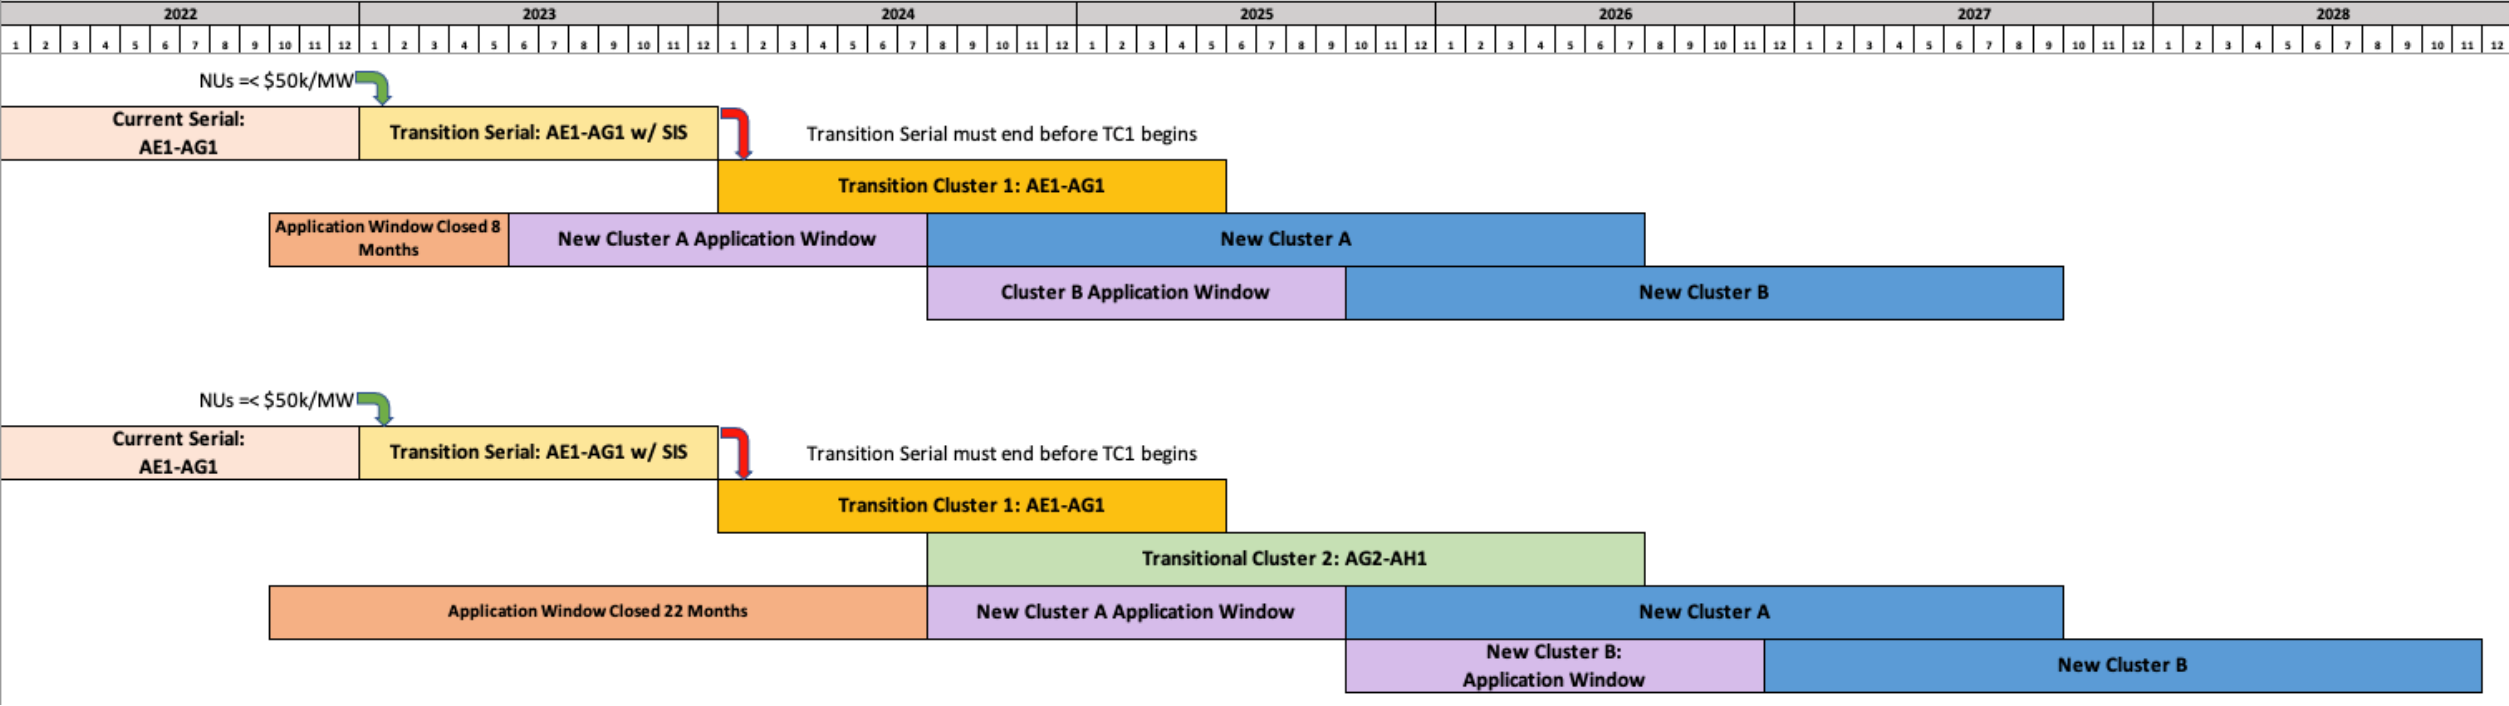 2022 2023 2024 2025 2026 2027 2028
1 2 3 4 5 6 7 8 9 10 11 12 1 2 3 4 5 6 7 8 9 10 11 12 1 2 3 4 5 6 7 8 9 10 11 12 1 2 3 4 5 6 7 8 9 10 11 12 1 2 3 4 5 6 7 8 9 10 11 12 1 2 3 4 5 6 7 8 9 10 11 12 1 2 3 4 5 6 7 8 9 10 11 12
NUs =< $50k/MW
Current Serial:
AE1-AG1
Transition Serial: AE1-AG1 w/ SIS
Transition Serial must end before TC1 begins
Transition Cluster 1: AE1-AG1
Application Window Closed 8
Months
New Cluster A Application Window
New Cluster A
Cluster B Application Window
New Cluster B
NUs =< $50k/MW
Current Serial:
AE1-AG1
Transition Serial: AE1-AG1 w/ SIS
Transition Serial must end before TC1 begins
Transition Cluster 1: AE1-AG1
Transitional Cluster 2: AG2-AH1
Application Window Closed 22 Months
New Cluster A Application Window
New Cluster A
New Cluster B:
Application Window
New Cluster B